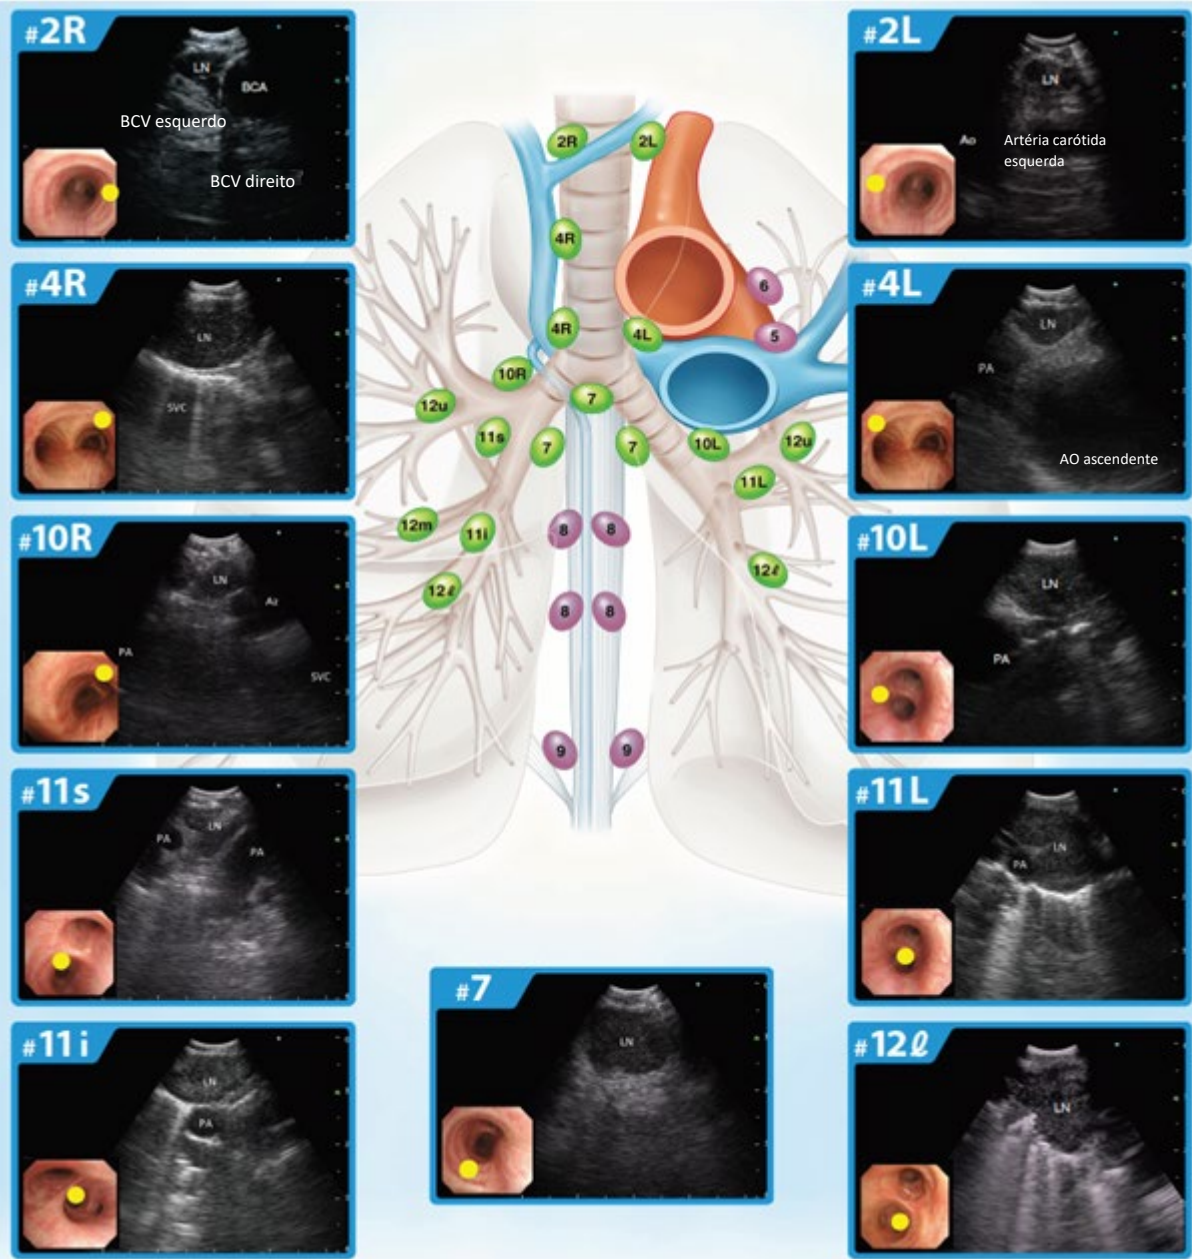 #2R
LN
BCA
BCV esquerdo
BCV direito
#4R
LN
SVC
#10R
LN
Az
PA
SVC
#11s
PA
LN
PA
#11i
LN
PA
2R
2L
4R
6
4R
4L
5
10R
7
12u
11s
7
7
10L
12u
11L
12m
11i
8
8
12ℓ
12ℓ
8
8
9
9
#7
LN
#2L
LN
Ao
Artéria carótida
esquerda
#4L
LN
PA
AO ascendente
#10L
LN
PA
#11L
LN
PA
#12ℓ
LN